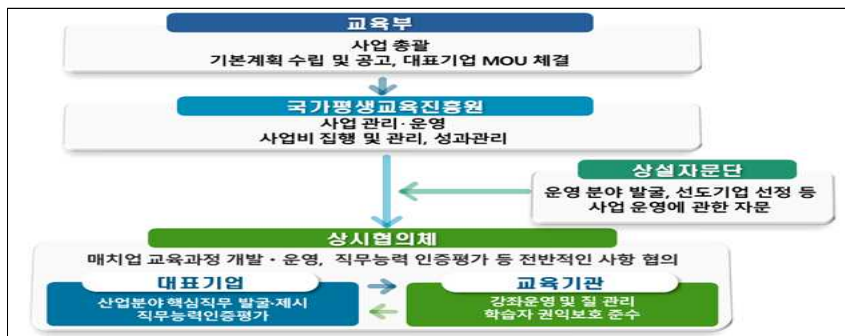 교육부
사업 총괄
기본계획 수립 및 공고, 대표기업 MOU 체결
국가평생교육진흥원
사업 관리·운영
사업비 집행 및 관리, 성과관리
상설자문단
운영 분야 발굴, 선도기업 선정 등
사업 운영에 관한 자문
상시협의체
매치업 교육과정 개발·운영, 직무능력 인증평가 등 전반적인 사항 협의
대표기업
산업분야 핵심직무 발굴·제시
직무능력인증평가
교육기관
강좌운영 및 질 관리
학습자 권익보호 준수